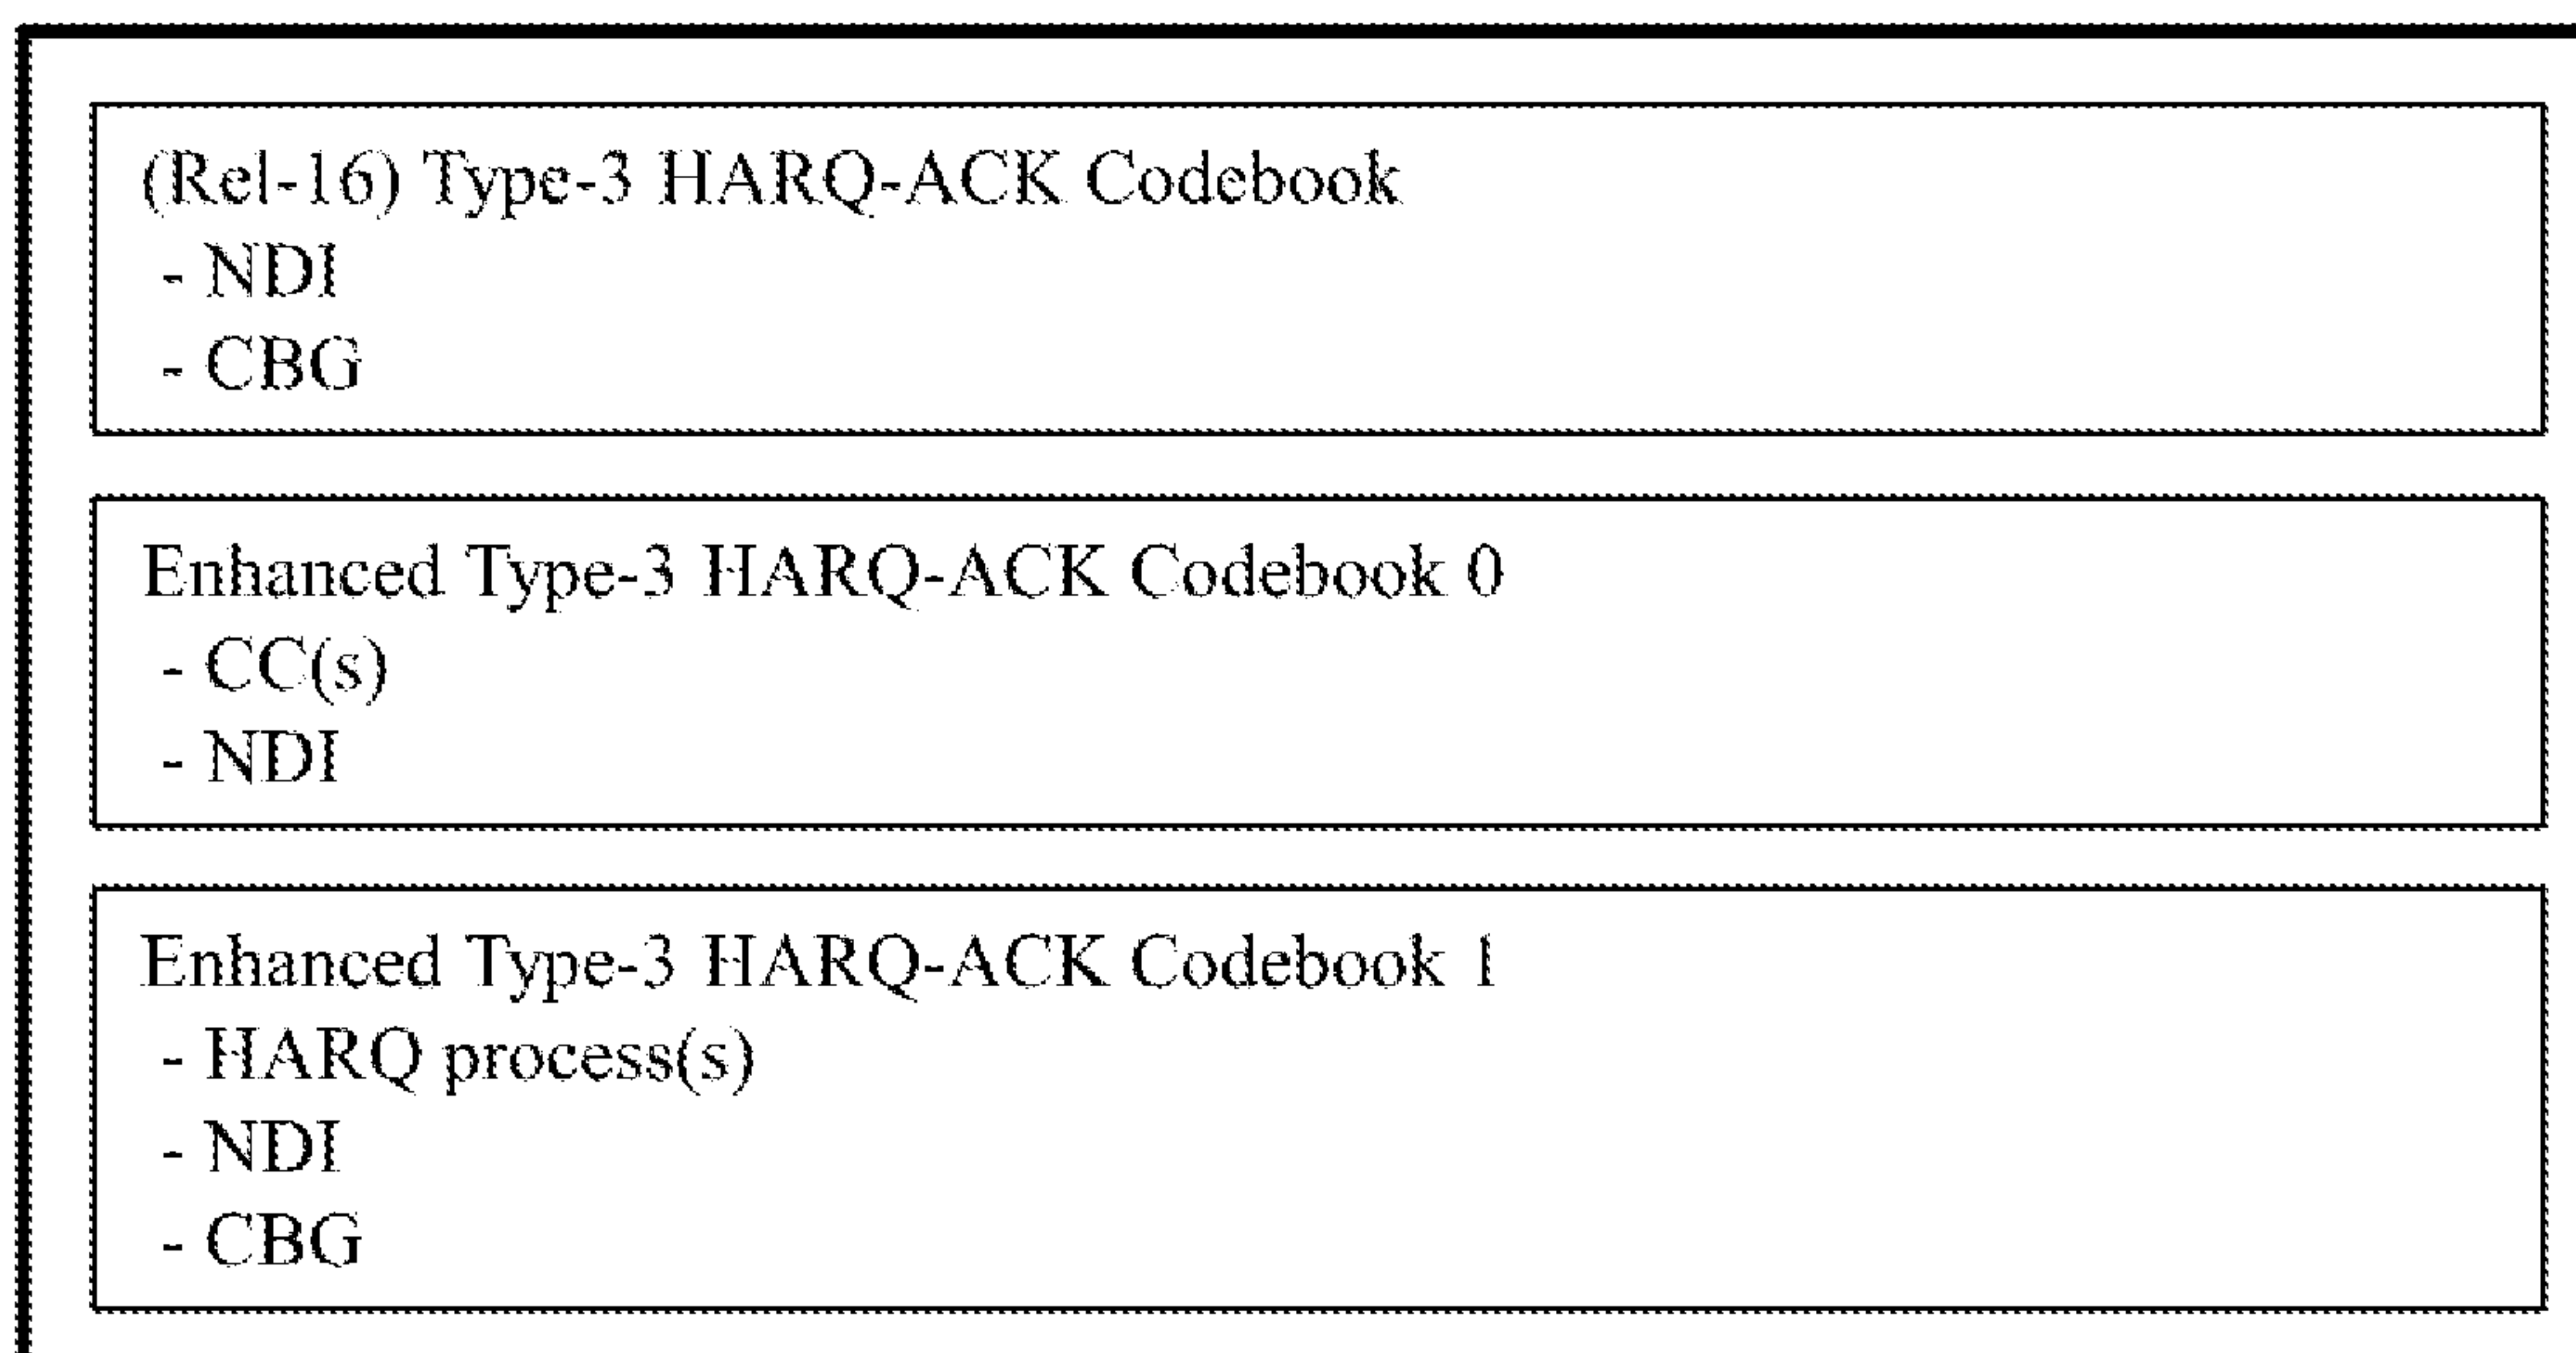 (Rel-16) Type-3 HARQ-ACK Codebook
- NDI
- CBG
Enhanced Type-3 HARQ-ACK Codebook 0
- CC(s)
- NDI
Enhanced Type-3 HARQ-ACK Codebook 1
- HARQ process(s)
- NDI
- CBG